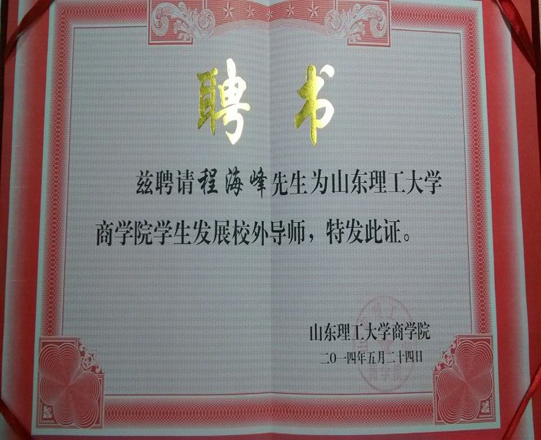 聘书
兹聘请程海峰先生为山东理工大学
商学院学生发展校外导师，特发此证。
山东理工大学商学院
二〇一四年五月二十四日